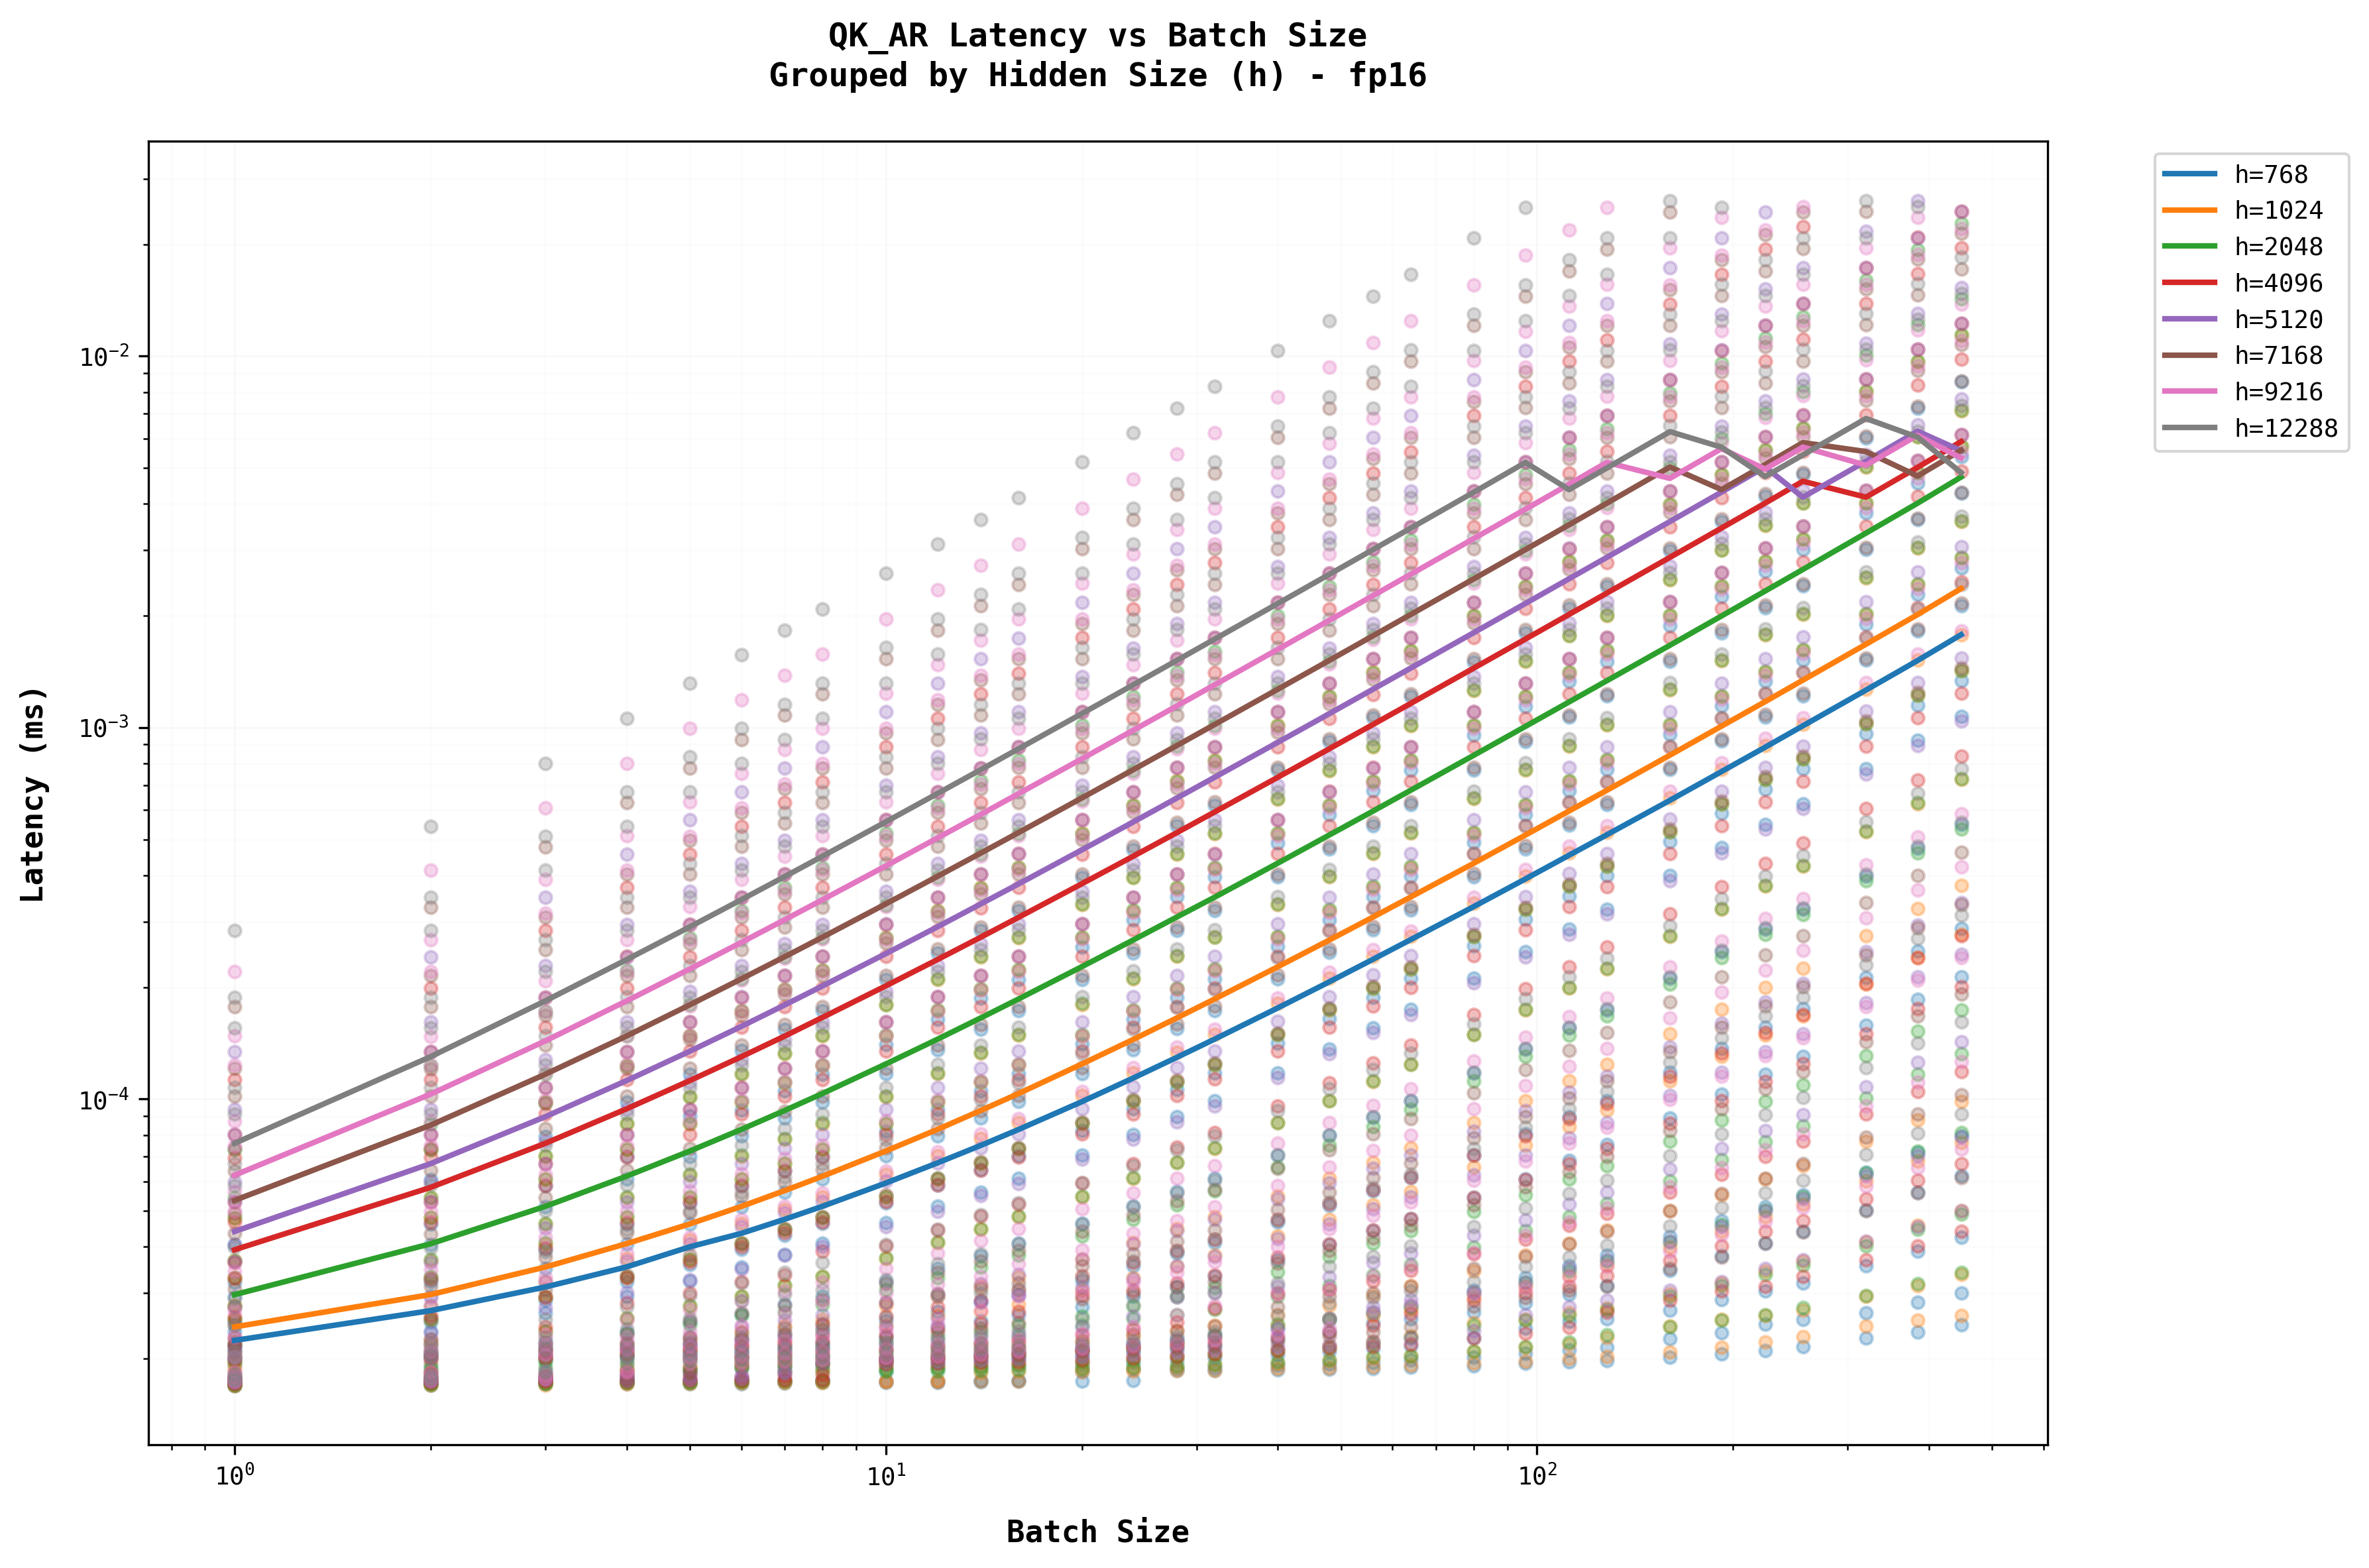 QK_AR Latency vs Batch Size
Grouped by Hidden Size (h) - fp16
Latency (ms)
10⁻²
10⁻³
10⁻⁴
10⁰
10¹
10²
Batch Size
h=768
h=1024
h=2048
h=4096
h=5120
h=7168
h=9216
h=12288